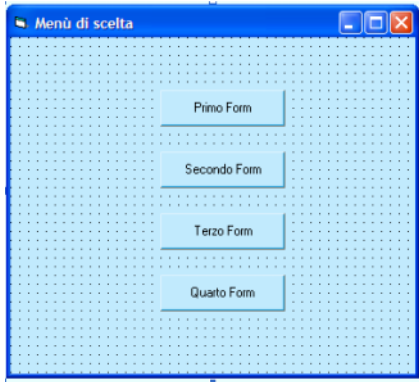 Menù di scelta
Primo Form
Secondo Form
Terzo Form
Quarto Form